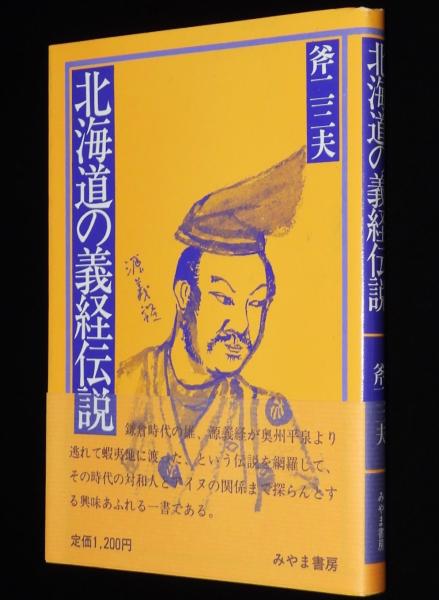 北海道の義経伝説
斧二三夫
源義経
鎌倉時代の雄、源義経が奥州平泉より
逃れて蝦夷地に渡った、という伝説を網羅して、
その時代の対和人とアイヌの関係まで探らんとす
る興味あふれる一書である。
定価1,200円
みやま書房
北海道の義経伝説
斧二三夫
みやま書房